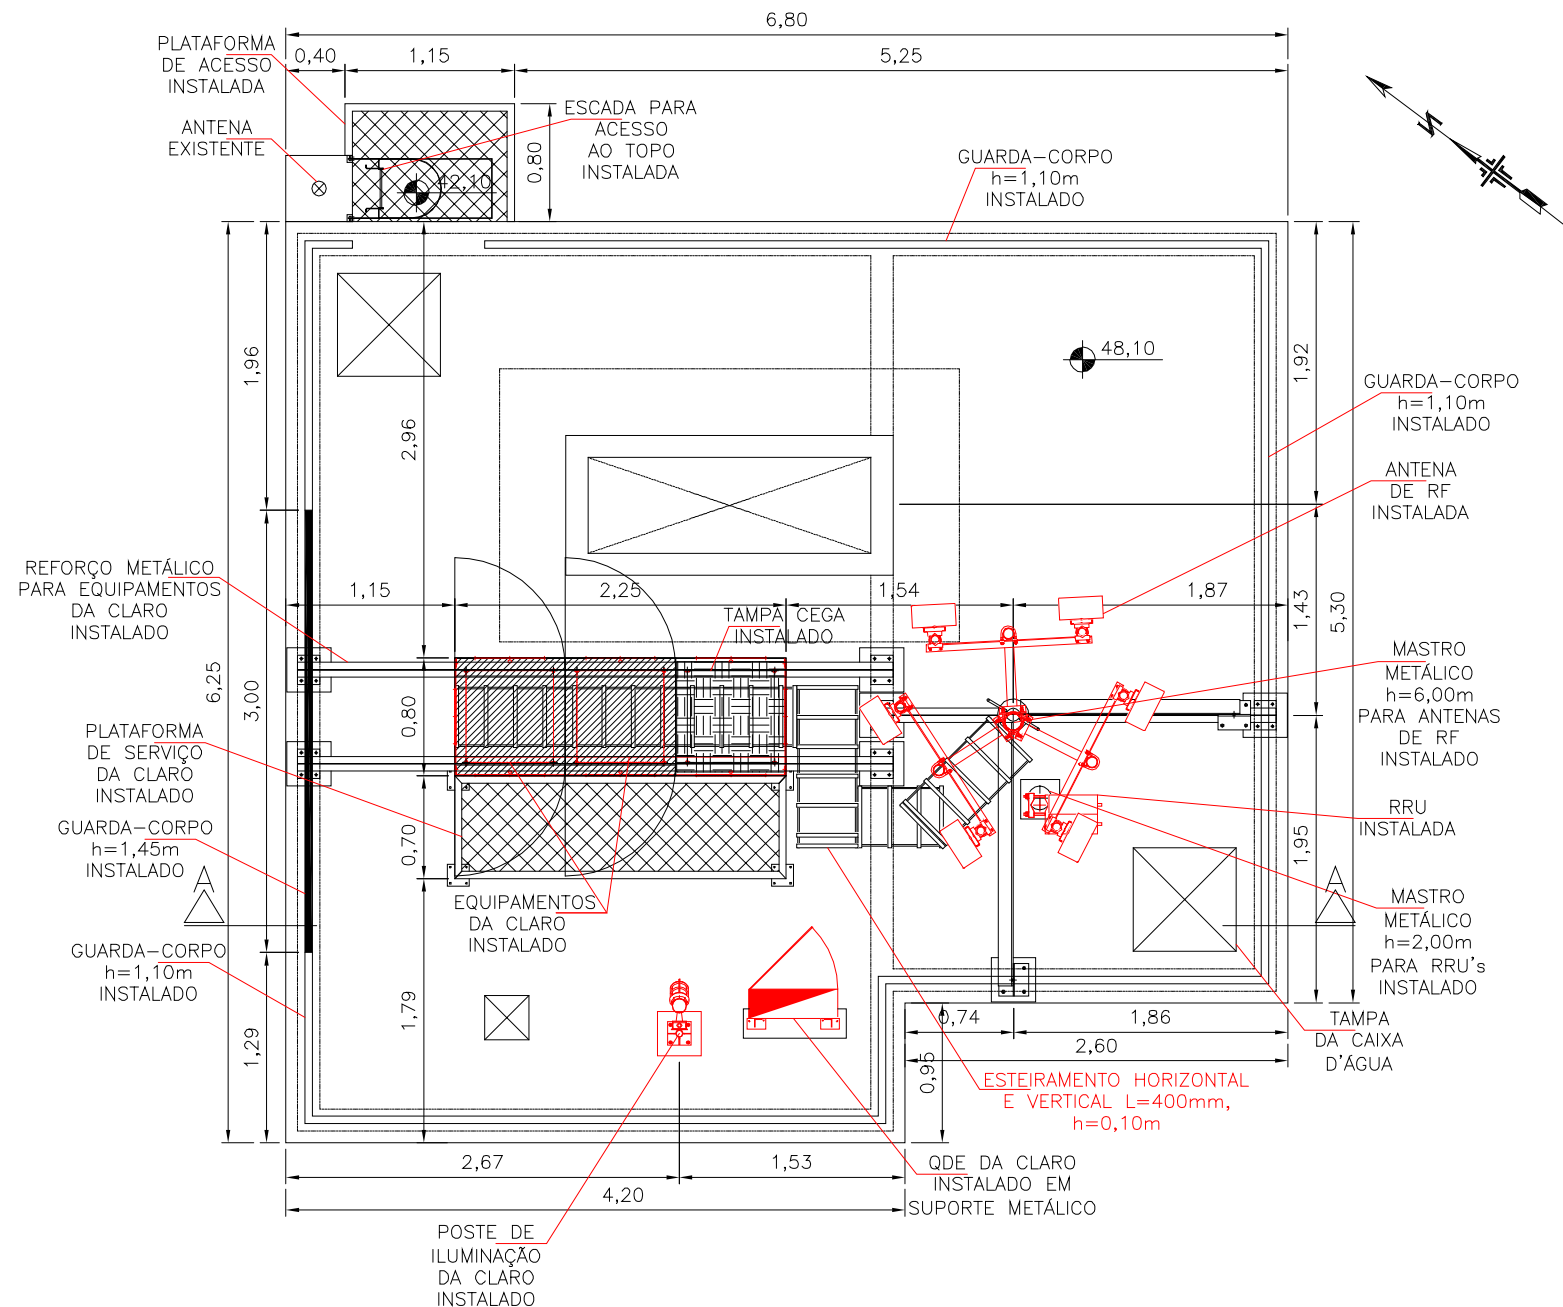 6,80
0,40
1,15
5,25
PLATAFORMA
DE ACESSO
INSTALADA
ANTENA
EXISTENTE
ESCADA PARA
ACESSO
AO TOPO
INSTALADA
0,80
42,10
GUARDA-CORPO
h=1,10m
INSTALADO
N
48,10
1,96
2,96
1,92
GUARDA-CORPO
h=1,10m
INSTALADO
ANTENA
DE RF
INSTALADA
REFORÇO METÁLICO
PARA EQUIPAMENTOS
DA CLARO
INSTALADO
1,15
2,25
1,54
1,87
1,43
5,30
TAMPA CEGA
INSTALADO
6,25
3,00
0,80
MASTRO
METÁLICO
h=6,00m
PARA ANTENAS
DE RF
INSTALADO
PLATAFORMA
DE SERVIÇO
DA CLARO
INSTALADO
RRU
INSTALADA
GUARDA-CORPO
h=1,45m
INSTALADO
0,70
1,95
A
A
EQUIPAMENTOS
DA CLARO
INSTALADO
MASTRO
METÁLICO
h=2,00m
PARA RRU's
INSTALADO
GUARDA-CORPO
h=1,10m
INSTALADO
1,79
1,29
0,74
1,86
2,60
0,95
TAMPA
DA CAIXA
D'ÁGUA
ESTEIRAMENTO HORIZONTAL
E VERTICAL L=400mm,
h=0,10m
2,67
1,53
4,20
QDE DA CLARO
INSTALADO EM
SUPORTE METÁLICO
POSTE DE
ILUMINAÇÃO
DA CLARO
INSTALADO